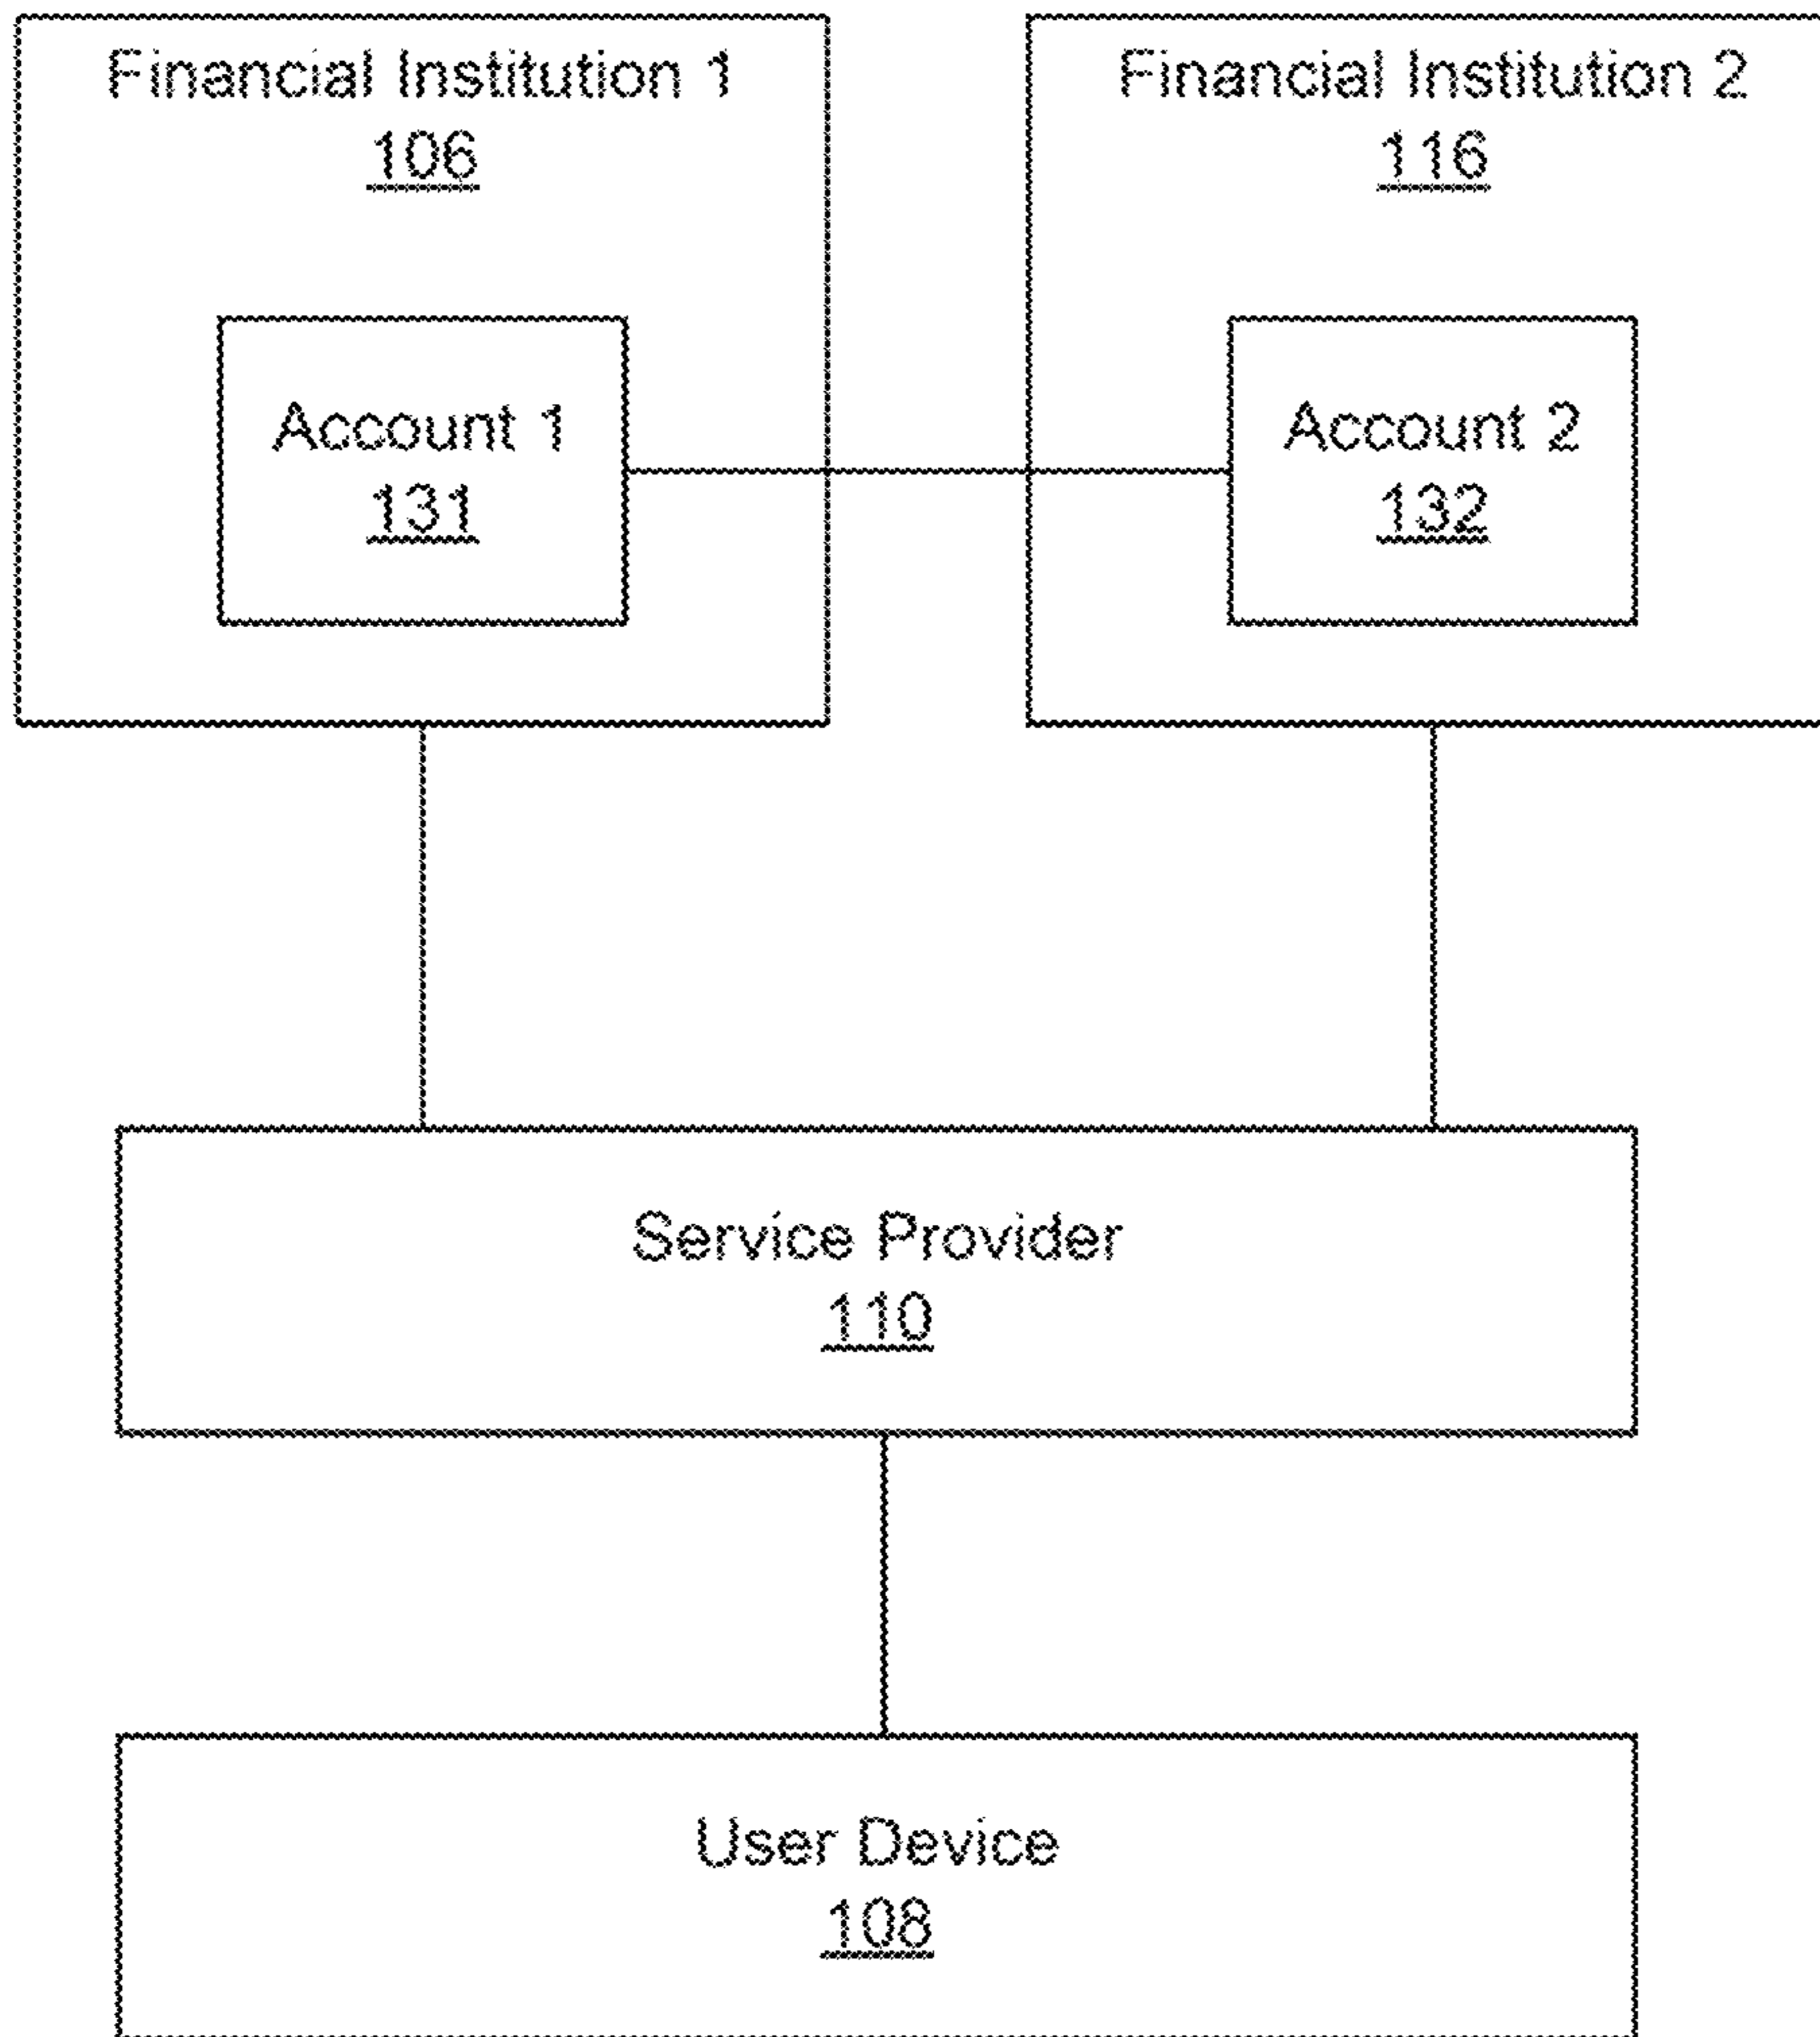 Financial Institution 1
106
Financial Institution 2
116
Account 1
131
Account 2
132
Service Provider
110
User Device
108